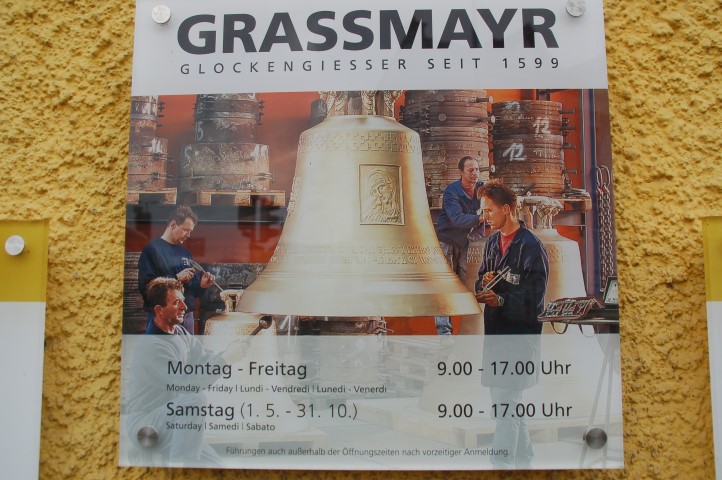 GRASSMAYR
GLOCKENGIESSER SEIT 1599
12
12
Montag - Freitag 9.00 - 17.00 Uhr
Monday - Friday | Lundi - Vendredi | Lunedi - Venerdi
Samstag (1. 5. - 31. 10.) 9.00 - 17.00 Uhr
Saturday | Samedi | Sabato
Führungen auch außerhalb der Öffnungszeiten nach vorzeitiger Anmeldung.